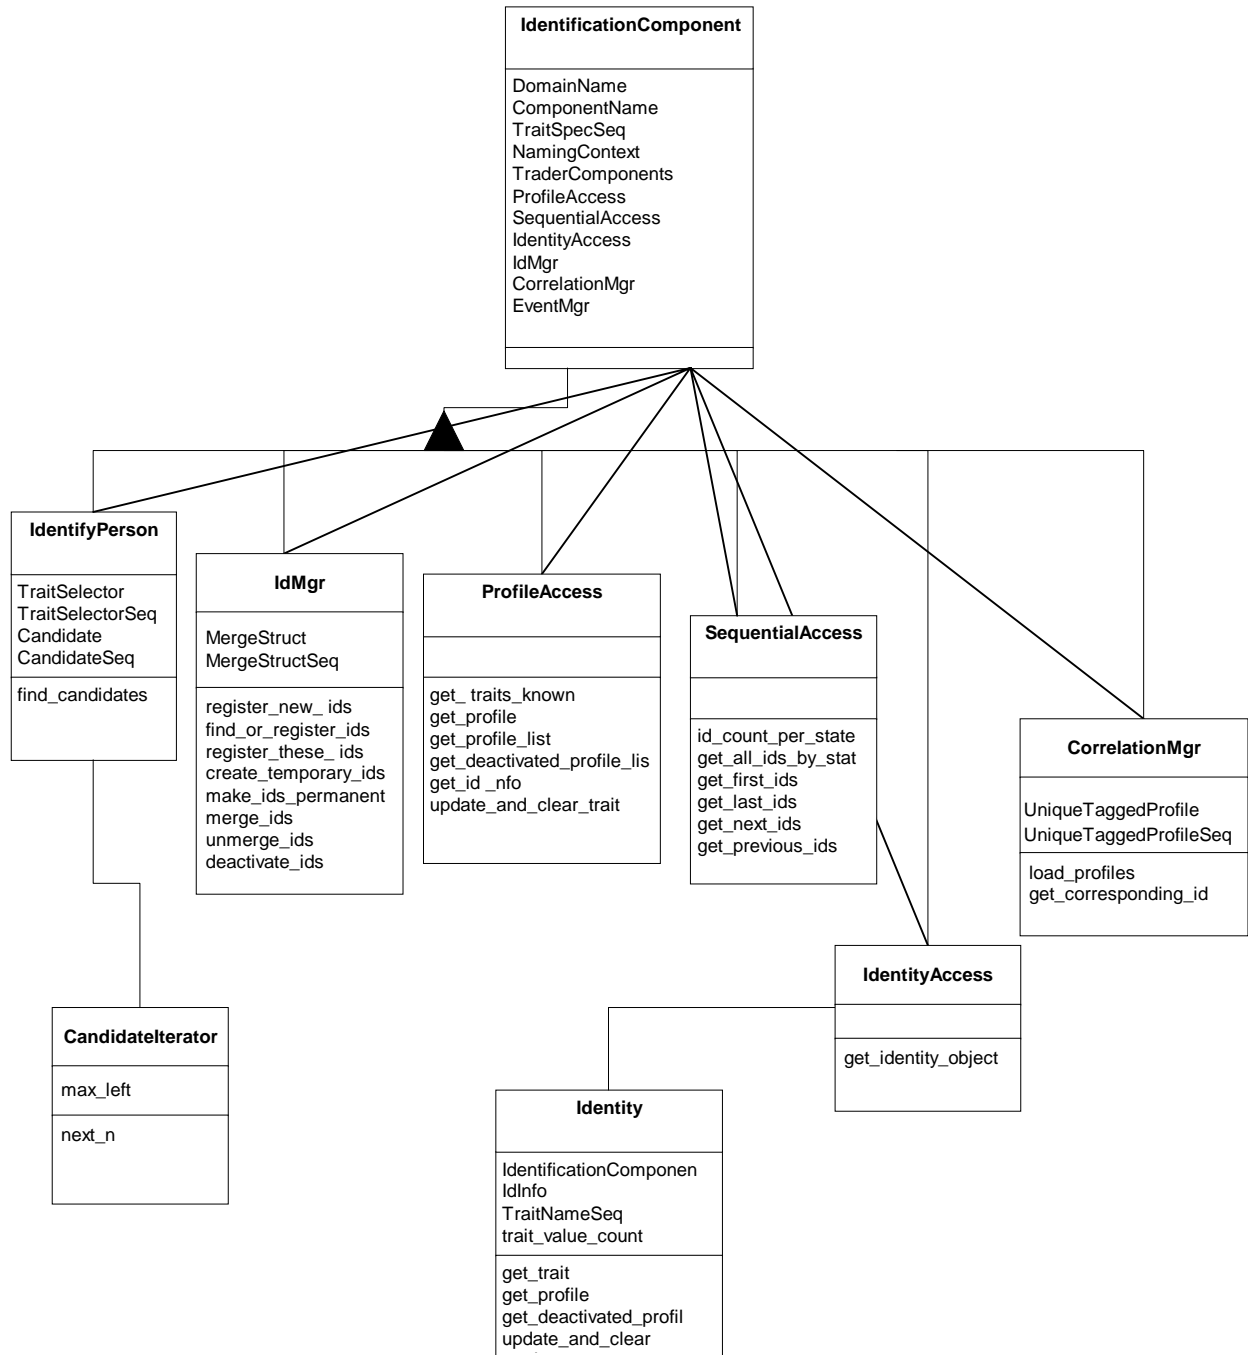 IdentificationComponent
DomainName
ComponentName
TraitSpecSeq
NamingContext
TraderComponents
ProfileAccess
SequentialAccess
IdentityAccess
IdMgr
CorrelationMgr
EventMgr
IdentifyPerson
TraitSelector
TraitSelectorSeq
Candidate
CandidateSeq
find_candidates
IdMgr
MergeStruct
MergeStructSeq
register_new_ ids
find_or_register_ids
register_these_ ids
create_temporary_ids
make_ids_permanent
merge_ids
unmerge_ids
deactivate_ids
ProfileAccess
get_ traits_known
get_profile
get_profile_list
get_deactivated_profile_lis
get_id _nfo
update_and_clear_trait
SequentialAccess
id_count_per_state
get_all_ids_by_stat
get_first_ids
get_last_ids
get_next_ids
get_previous_ids
CorrelationMgr
UniqueTaggedProfile
UniqueTaggedProfileSeq
load_profiles
get_corresponding_id
IdentityAccess
get_identity_object
CandidateIterator
max_left
next_n
Identity
IdentificationComponen
IdInfo
TraitNameSeq
trait_value_count
get_trait
get_profile
get_deactivated_profil
update_and_clear